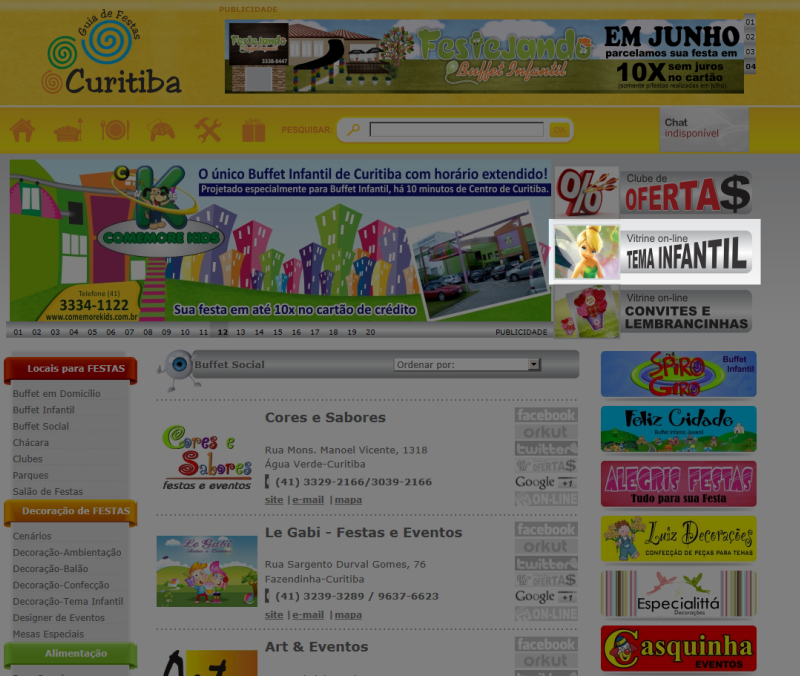 PUBLICIDADE
Guia de Festas
Curitiba
Festejando
3338-8447
Festejando
Buffet Infantil
EM JUNHO
parcelamos sua festa em
10X sem juros
no cartão
(somente p/festas realizadas em julho)
01
02
03
04
PESQUISAR:
OK
Chat
indisponível
CK
COMEMORE KIDS
O único Buffet Infantil de Curitiba com horário extendido!
Projetado especialmente para Buffet Infantil, há 10 minutos de Centro de Curitiba.
Telefone (41)
3334-1122
www.comemorekids.com.br
Sua festa em até 10x no cartão de crédito
01 02 03 04 05 06 07 08 09 10 11 12 13 14 15 16 17 18 19 20
PUBLICIDADE
%
Clube de
OFERTA$
Vitrine on-line
TEMA INFANTIL
Vitrine on-line
CONVITES E
LEMBRANCINHAS
Locais para FESTAS
Buffet em Domicílio
Buffet Infantil
Buffet Social
Chácara
Clubes
Parques
Salão de Festas
Decoração de FESTAS
Cenários
Decoração-Ambientação
Decoração-Balão
Decoração-Confecção
Decoração-Tema Infantil
Designer de Eventos
Mesas Especiais
Alimentação
Buffet Social
Ordenar por:
Cores e Sabores
festas e eventos
Cores e Sabores
Rua Mons. Manoel Vicente, 1318
Água Verde-Curitiba
(41) 3329-2166/3039-2166
site | e-mail | mapa
facebook
orkut
twitter
OFERTA$
Google +1
ON-LINE
Le Gabi
Le Gabi - Festas e Eventos
Rua Sargento Durval Gomes, 76
Fazendinha-Curitiba
(41) 3239-3289 / 9637-6623
site | e-mail | mapa
facebook
orkut
twitter
OFERTA$
Google +1
ON-LINE
Art & Eventos
facebook
orkut
SPIRO GIRO
Buffet
Infantil
Feliz Cidade
Buffet infanto-juvenil
ALEGRIS FESTAS
Tudo para sua Festa
Luiz Decorações
CONFECÇÃO DE PEÇAS PARA TEMAS
Especialittá
Decorações
Casquinha
EVENTOS